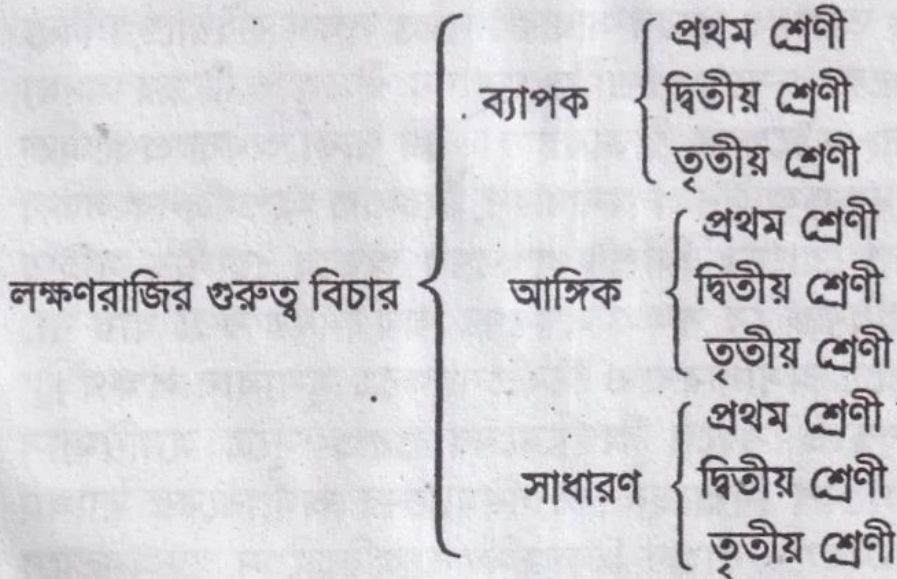 প্রথম শ্রেণী
ব্যাপক দ্বিতীয় শ্রেণী
তৃতীয় শ্রেণী
প্রথম শ্রেণী
লক্ষণরাজির গুরুত্ব বিচার আঙ্গিক দ্বিতীয় শ্রেণী
তৃতীয় শ্রেণী
প্রথম শ্রেণী
সাধারণ দ্বিতীয় শ্রেণী
তৃতীয় শ্রেণী